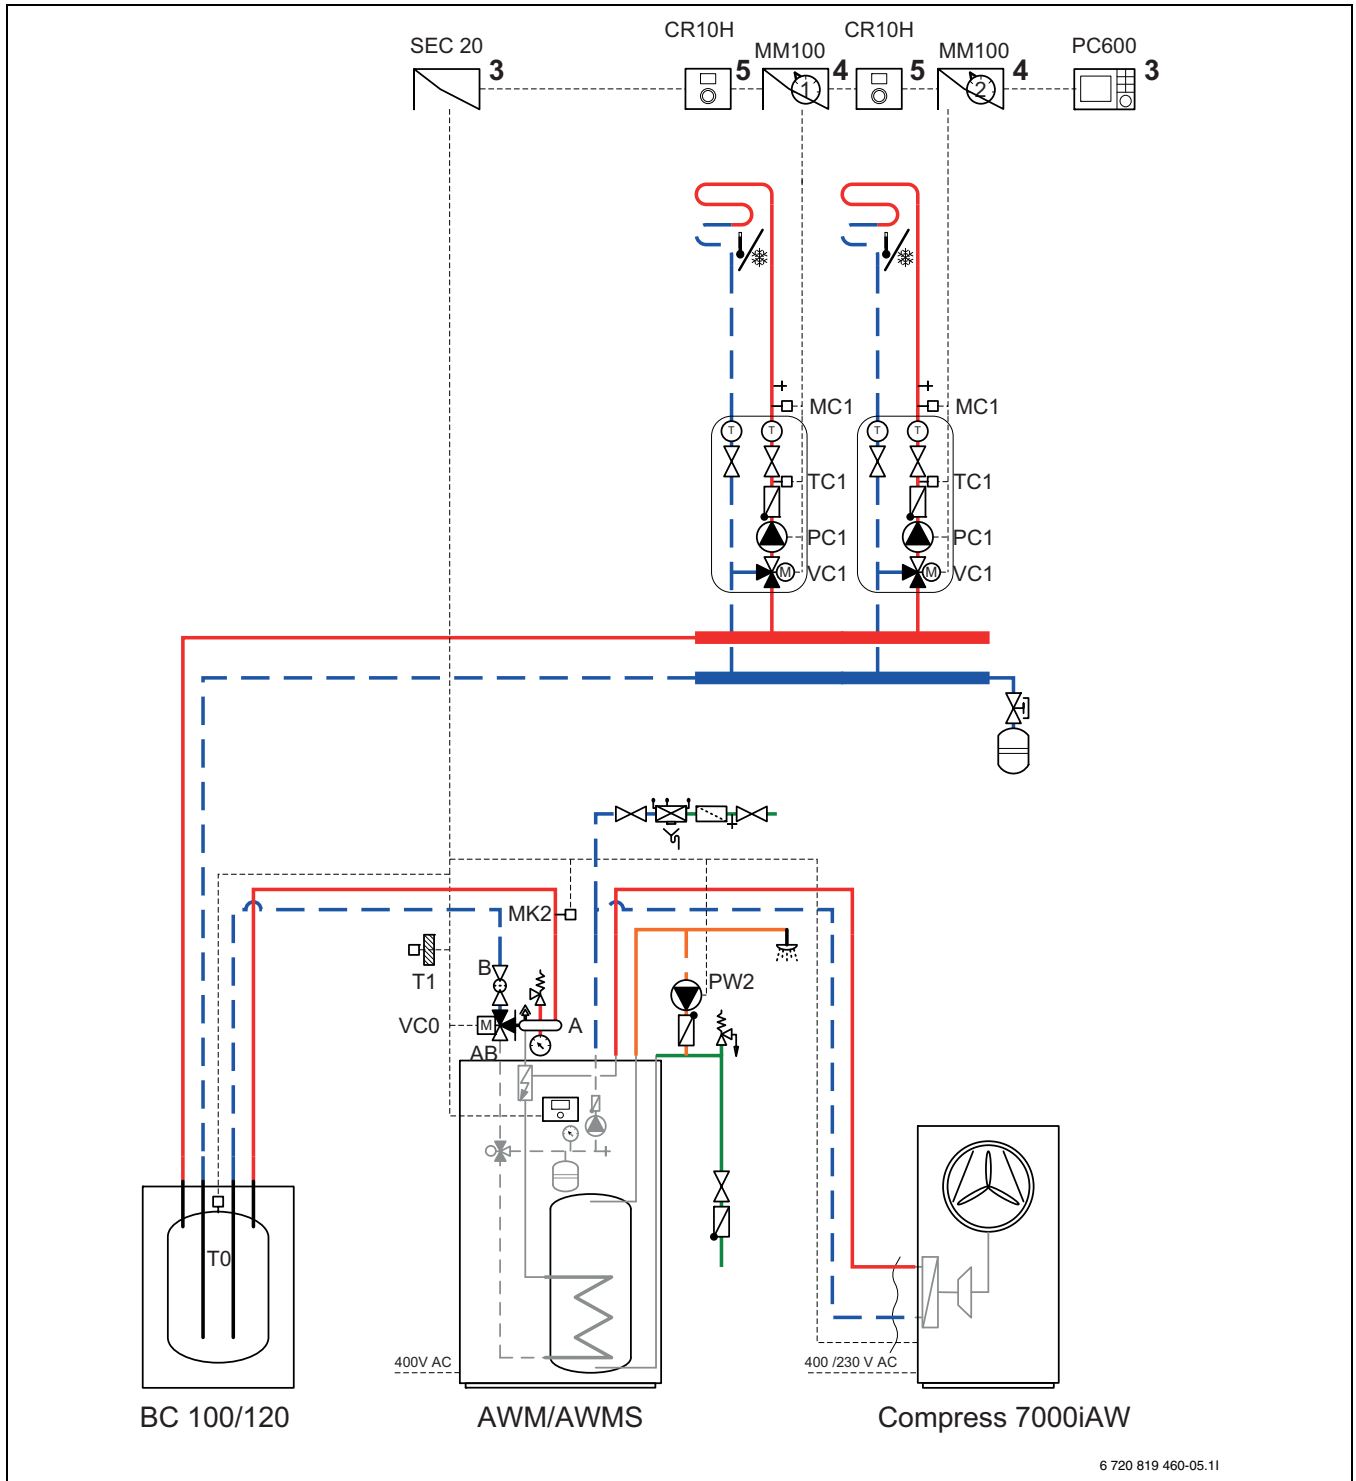 SEC 20
3
CR10H
5
MM100
1
4
CR10H
5
MM100
2
4
PC600
3
MC1
MC1
T
T
T
T
TC1
TC1
PC1
PC1
M
VC1
M
VC1
MK2
T1
B
PW2
VC0
M
A
AB
T0
400V AC
400 /230 V AC
BC 100/120
AWM/AWMS
Compress 7000iAW
6 720 819 460-05.1I